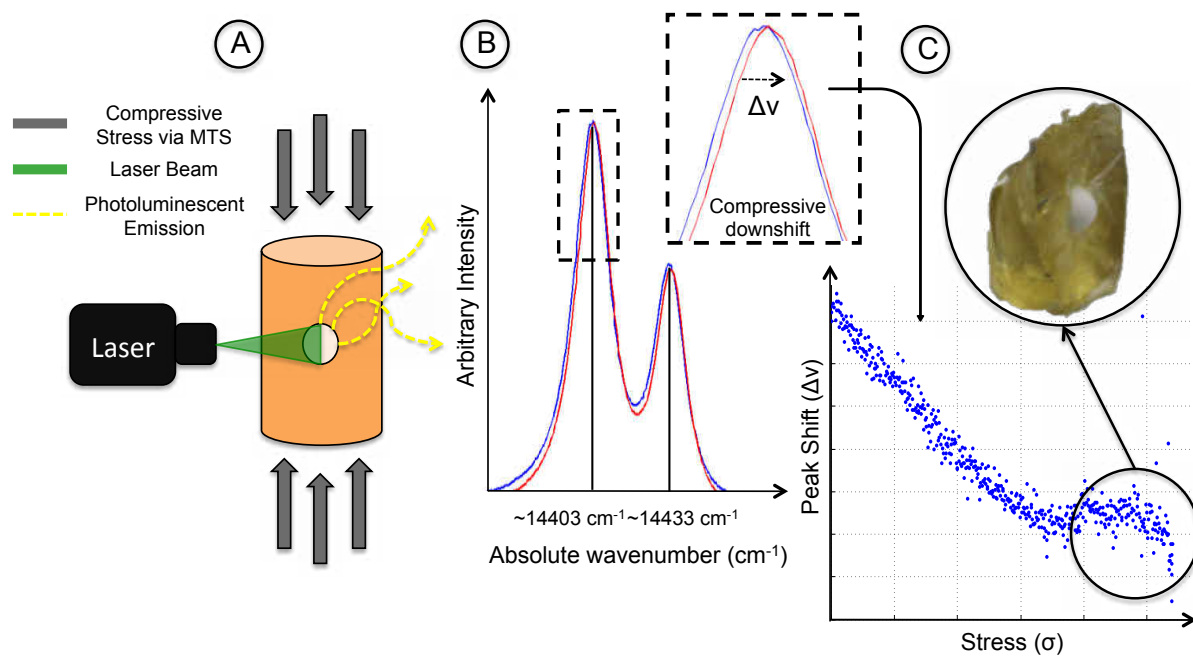 A
Compressive
Stress via MTS
Laser Beam
Photoluminescent
Emission
Laser
B
Arbitrary Intensity
~14403 cm-1 ~14433 cm-1
Absolute wavenumber (cm-1)
Δv
Compressive
downshift
C
Peak Shift (Δv)
Stress (σ)